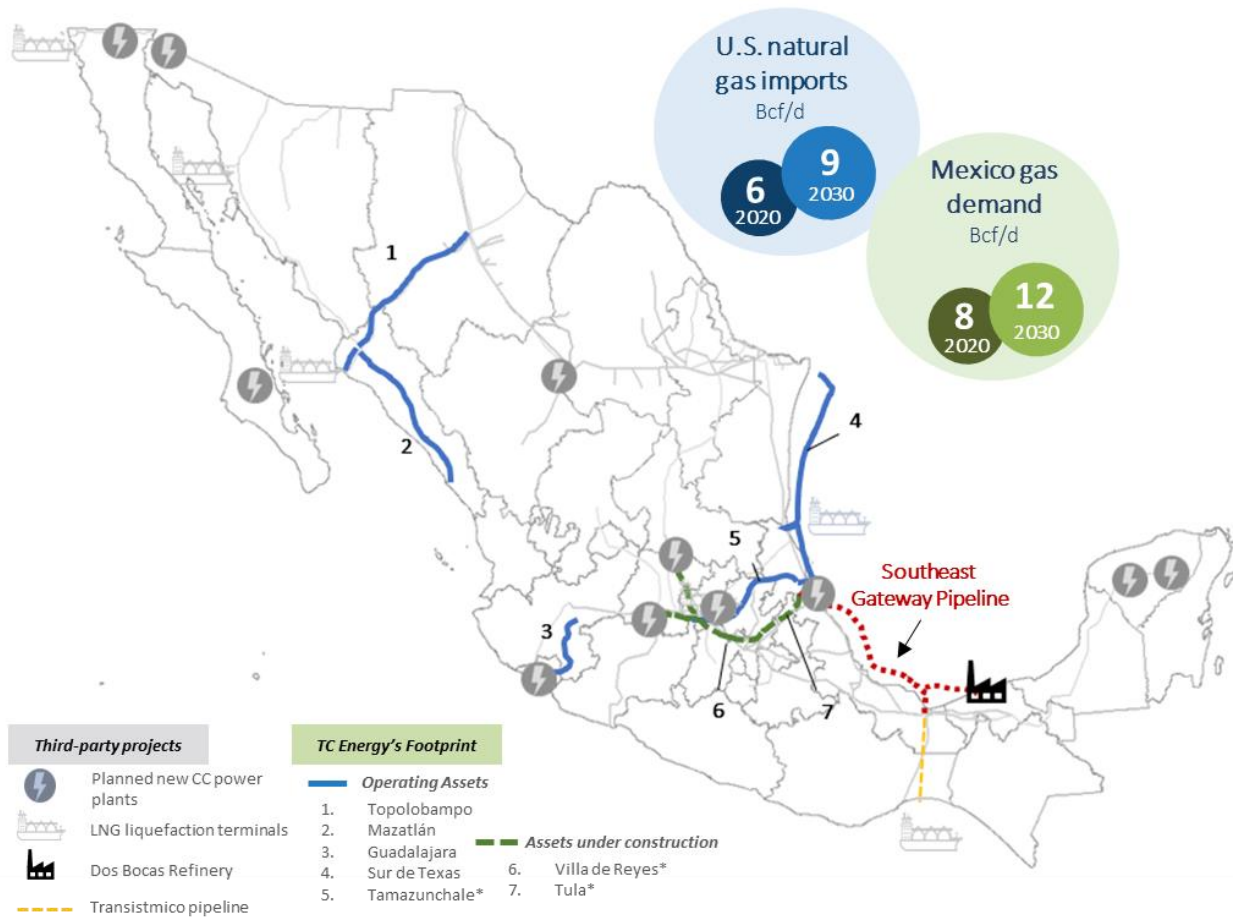 U.S. natural
gas imports
Bcf/d
6
2020
9
2030
Mexico gas
demand
Bcf/d
8
2020
12
2030
1
2
3
4
5
6
7
Southeast
Gateway Pipeline
Third-party projects
Planned new CC power
plants
LNG liquefaction terminals
Dos Bocas Refinery
Transistmico pipeline
TC Energy's Footprint
Operating Assets
1. Topolobampo
2. Mazatlán
3. Guadalajara
4. Sur de Texas
5. Tamazunchale*
Assets under construction
6. Villa de Reyes*
7. Tula*